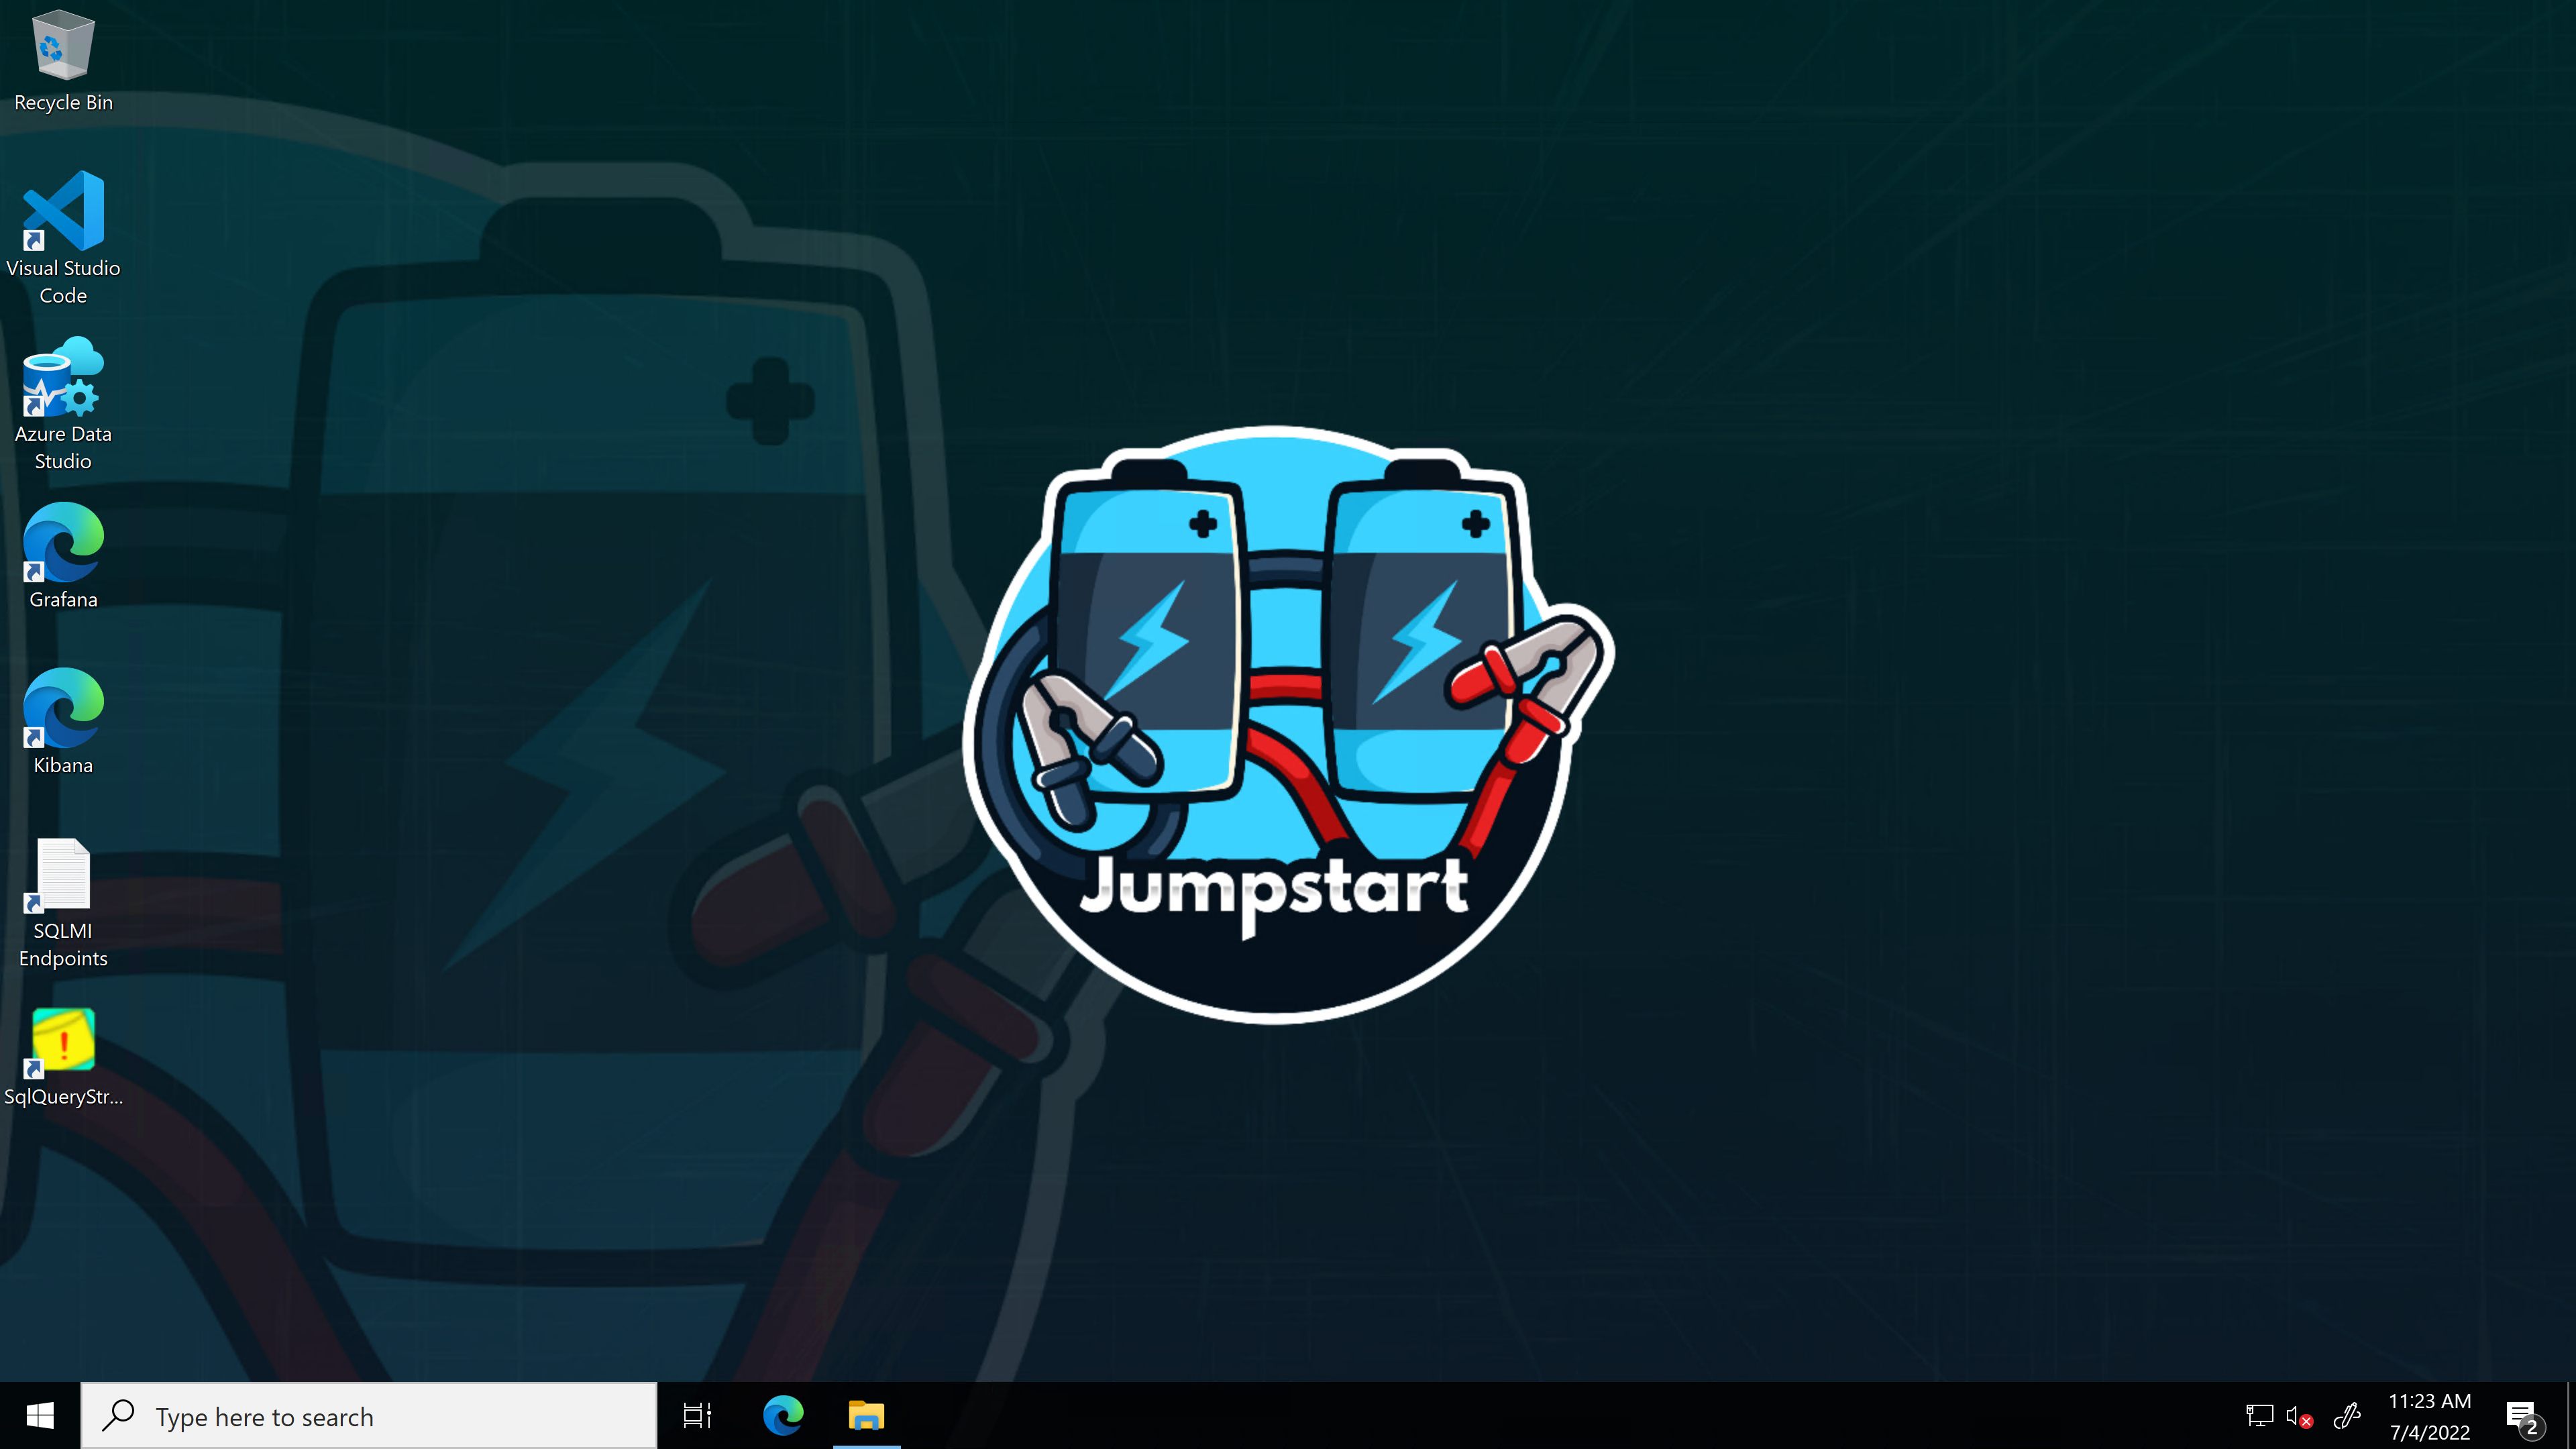 Recycle Bin
Visual Studio
Code
Azure Data
Studio
Grafana
Kibana
SQLMI
Endpoints
SqlQueryStr...
Jumpstart
Type here to search
11:23 AM
7/4/2022
2